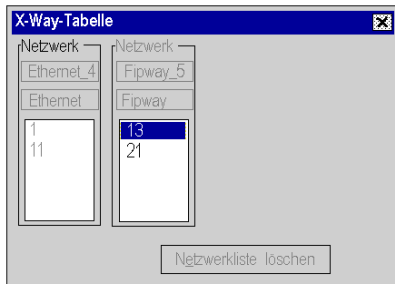 X-Way-Tabelle
Netzwerk Netzwerk
Ethernet_4 Fipway_5
Ethernet Fipway
1 13
11 21
Netzwerkliste löschen